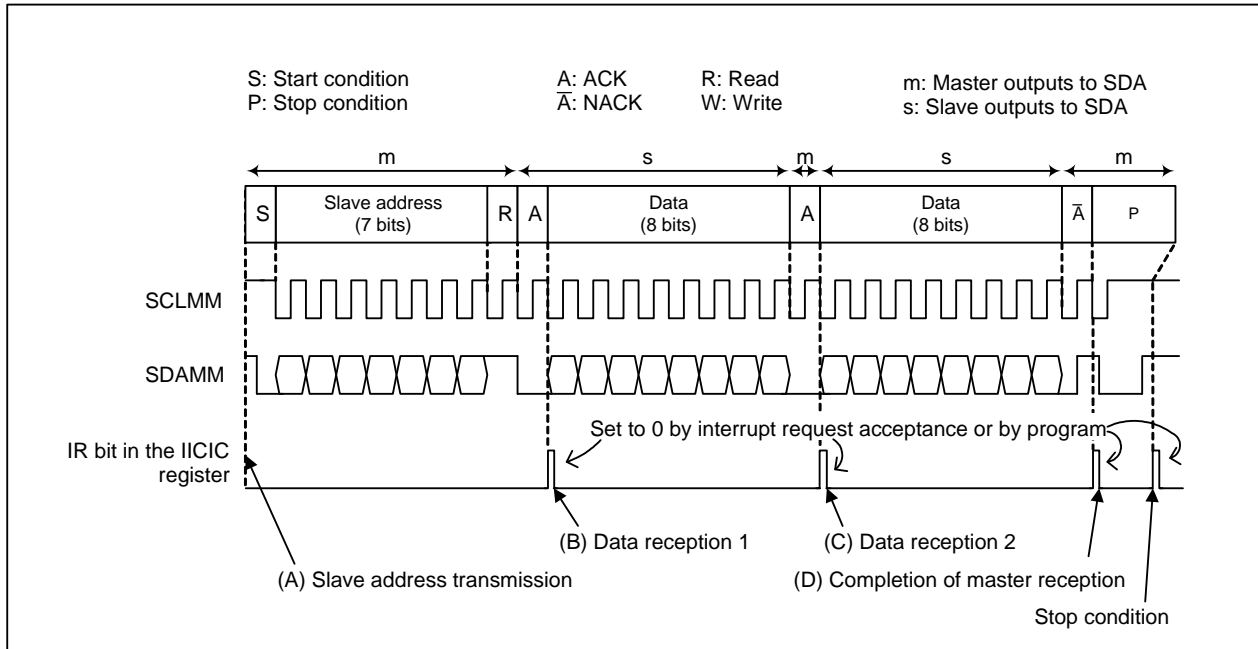 S: Start condition
P: Stop condition
A: ACK
A̅: NACK
R: Read
W: Write
m: Master outputs to SDA
s: Slave outputs to SDA
m
s
m
s
m
S
Slave address
(7 bits)
R
A
Data
(8 bits)
A
Data
(8 bits)
A̅
P
SCLMM
SDAMM
Set to 0 by interrupt request acceptance or by program
IR bit in the IICIC
register
(B) Data reception 1
(C) Data reception 2
(A) Slave address transmission
(D) Completion of master reception
Stop condition